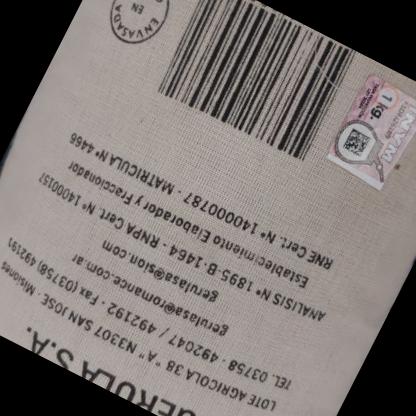 GERULA S.A.
LOTE AGRICOLA 38 " A" N3307 SAN JOSE - Misiones
TEL. 03758 - 492047 / 492192 - Fax (03758) 492191
gerulasa@romance.com.ar
gerulasa@sion.com
ANALISIS N° 1895-B-1464 - RNPA Cert. N° 14000157
Establecimiento Elaborador y Fraccionador
RNE Cert. N° 14000787 - MATRICULA Nº 4466
ENVASADA
EN
1 kg.
INYM